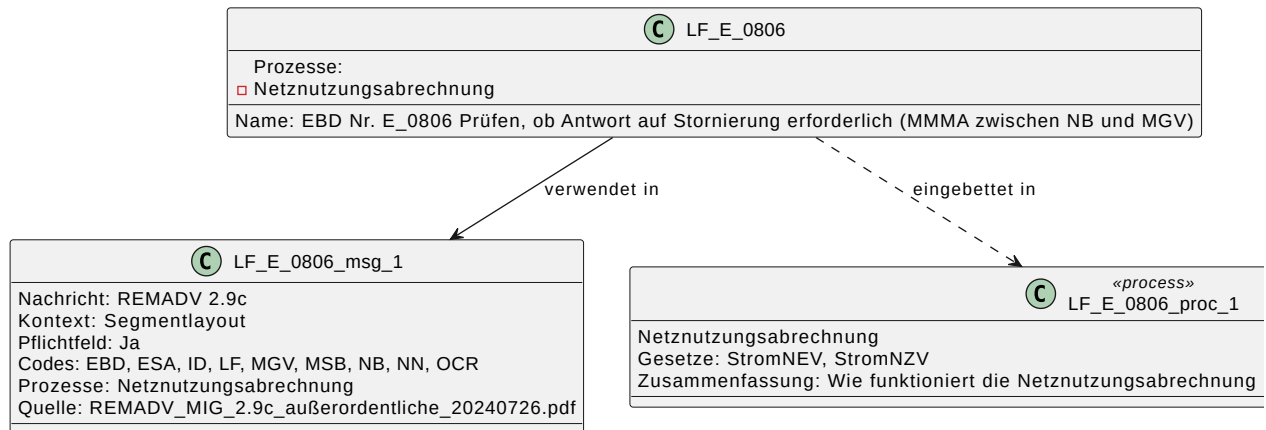 C LF_E_0806
Prozesse:
Netznutzungsabrechnung
Name: EBD Nr. E_0806 Prüfen, ob Antwort auf Stornierung erforderlich (MMMA zwischen NB und MGV)
verwendet in
eingebettet in
C LF_E_0806_msg_1
Nachricht: REMADV 2.9c
Kontext: Segmentlayout
Pflichtfeld: Ja
Codes: EBD, ESA, ID, LF, MGV, MSB, NB, NN, OCR
Prozesse: Netznutzungsabrechnung
Quelle: REMADV_MIG_2.9c_außerordentliche_20240726.pdf
«process»
C LF_E_0806_proc_1
Netznutzungsabrechnung
Gesetze: StromNEV, StromNZV
Zusammenfassung: Wie funktioniert die Netznutzungsabrechnung